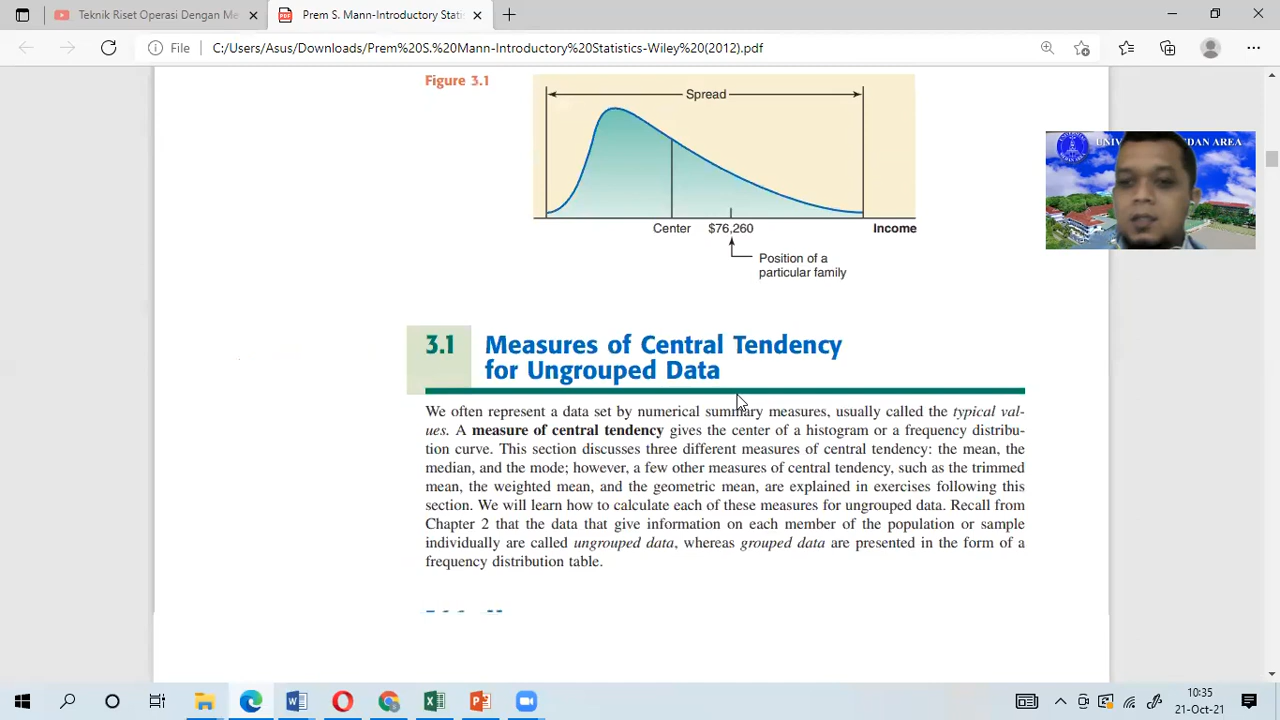 Teknik Riset Operasi Dengan Me
Prem S. Mann-Introductory Statis
File
C:/Users/Asus/Downloads/Prem%20S.%20Mann-Introductory%20Statistics-Wiley%20(2012).pdf
Figure 3.1
Spread
Center
$76,260
Income
Position of a
particular family
3.1
Measures of Central Tendency
for Ungrouped Data
We often represent a data set by numerical summary measures, usually called the typical val-
ues. A measure of central tendency gives the center of a histogram or a frequency distribu-
tion curve. This section discusses three different measures of central tendency: the mean, the
median, and the mode; however, a few other measures of central tendency, such as the trimmed
mean, the weighted mean, and the geometric mean, are explained in exercises following this
section. We will learn how to calculate each of these measures for ungrouped data. Recall from
Chapter 2 that the data that give information on each member of the population or sample
individually are called ungrouped data, whereas grouped data are presented in the form of a
frequency distribution table.
10:35
21-Oct-21